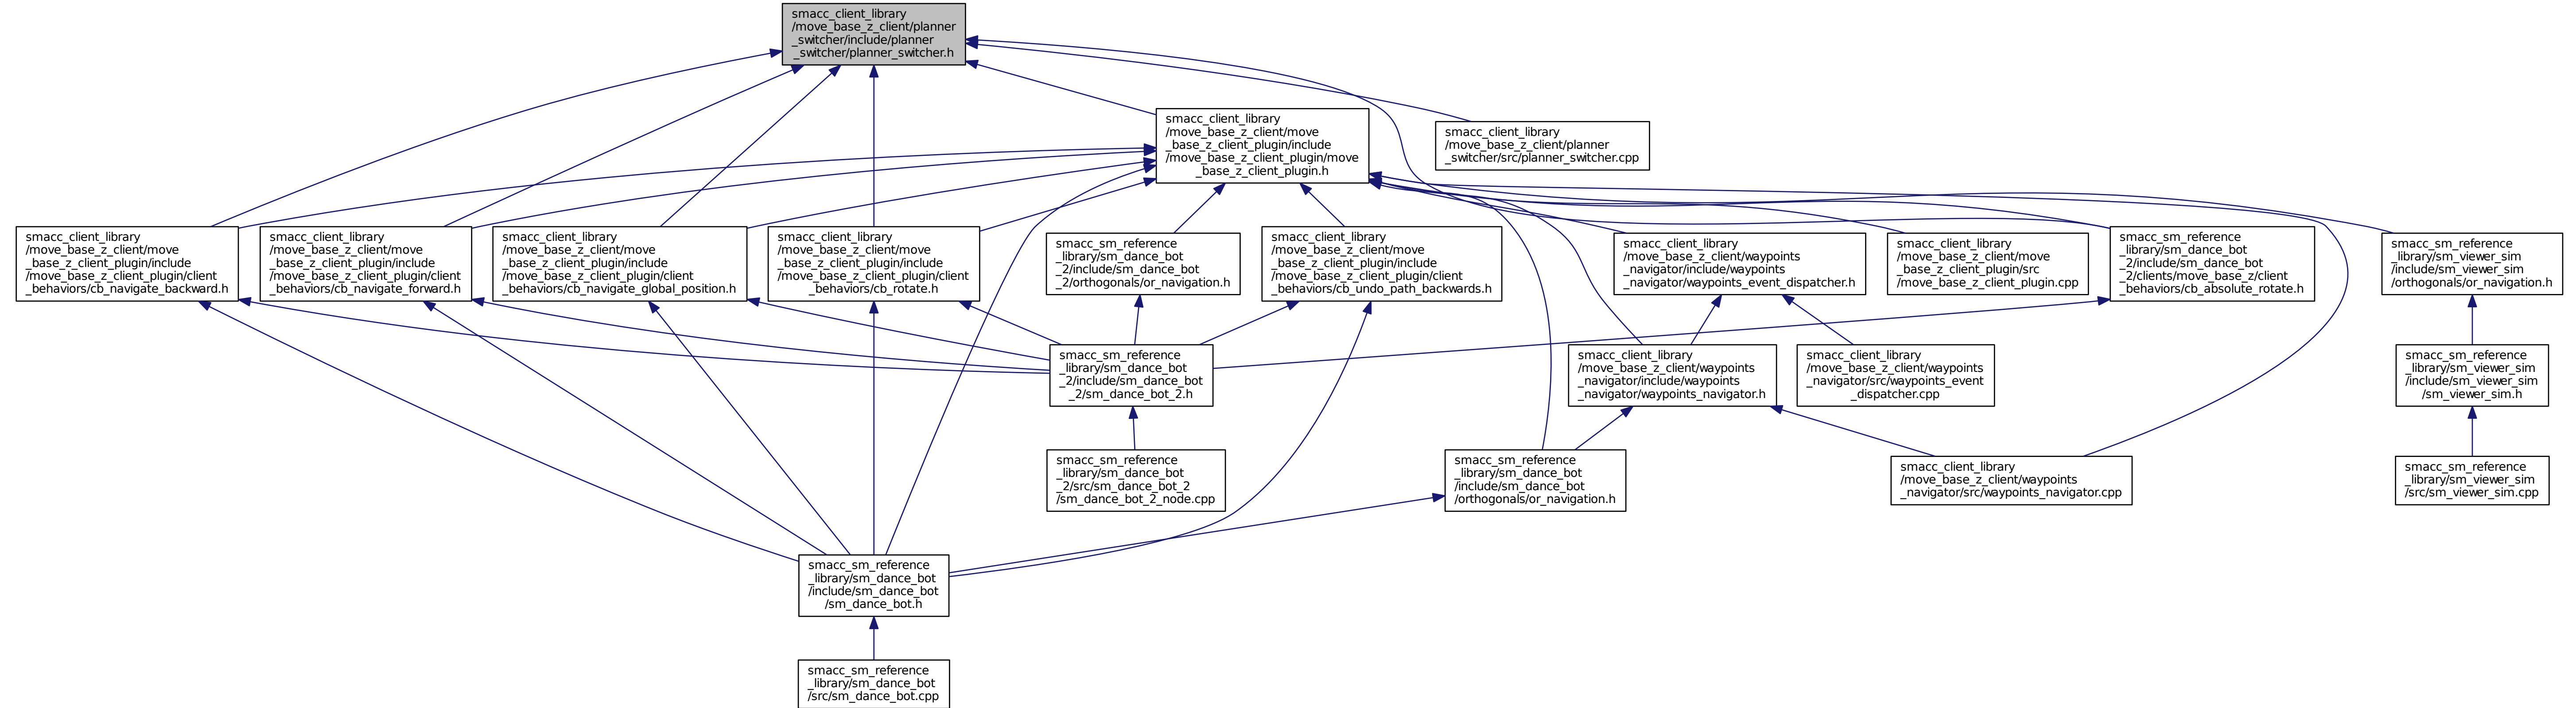 smacc_client_library
/move_base_z_client/planner
_switcher/include/planner
_switcher/planner_switcher.h
smacc_client_library
/move_base_z_client/move
_base_z_client_plugin/include
/move_base_z_client_plugin/move
_base_z_client_plugin.h
smacc_client_library
/move_base_z_client/planner
_switcher/src/planner_switcher.cpp
smacc_client_library
/move_base_z_client/move
_base_z_client_plugin/include
/move_base_z_client_plugin/client
_behaviors/cb_navigate_backward.h
smacc_client_library
/move_base_z_client/move
_base_z_client_plugin/include
/move_base_z_client_plugin/client
_behaviors/cb_navigate_forward.h
smacc_client_library
/move_base_z_client/move
_base_z_client_plugin/include
/move_base_z_client_plugin/client
_behaviors/cb_navigate_global_position.h
smacc_client_library
/move_base_z_client/move
_base_z_client_plugin/include
/move_base_z_client_plugin/client
_behaviors/cb_rotate.h
smacc_sm_reference
_library/sm_dance_bot
_2/include/sm_dance_bot
_2/orthogonals/or_navigation.h
smacc_client_library
/move_base_z_client/move
_base_z_client_plugin/include
/move_base_z_client_plugin/client
_behaviors/cb_undo_path_backwards.h
smacc_client_library
/move_base_z_client/waypoints
_navigator/include/waypoints
_navigator/waypoints_event_dispatcher.h
smacc_client_library
/move_base_z_client/move
_base_z_client_plugin/src
/move_base_z_client_plugin.cpp
smacc_sm_reference
_library/sm_dance_bot
_2/include/sm_dance_bot
_2/clients/move_base_z/client
_behaviors/cb_absolute_rotate.h
smacc_sm_reference
_library/sm_viewer_sim
/include/sm_viewer_sim
/orthogonals/or_navigation.h
smacc_sm_reference
_library/sm_dance_bot
_2/include/sm_dance_bot
_2/sm_dance_bot_2.h
smacc_client_library
/move_base_z_client/waypoints
_navigator/include/waypoints
_navigator/waypoints_navigator.h
smacc_client_library
/move_base_z_client/waypoints
_navigator/src/waypoints_event
_dispatcher.cpp
smacc_sm_reference
_library/sm_viewer_sim
/include/sm_viewer_sim
/sm_viewer_sim.h
smacc_sm_reference
_library/sm_dance_bot
_2/src/sm_dance_bot_2
/sm_dance_bot_2_node.cpp
smacc_sm_reference
_library/sm_dance_bot
/include/sm_dance_bot
/orthogonals/or_navigation.h
smacc_client_library
/move_base_z_client/waypoints
_navigator/src/waypoints_navigator.cpp
smacc_sm_reference
_library/sm_viewer_sim
/src/sm_viewer_sim.cpp
smacc_sm_reference
_library/sm_dance_bot
/include/sm_dance_bot
/sm_dance_bot.h
smacc_sm_reference
_library/sm_dance_bot
/src/sm_dance_bot.cpp